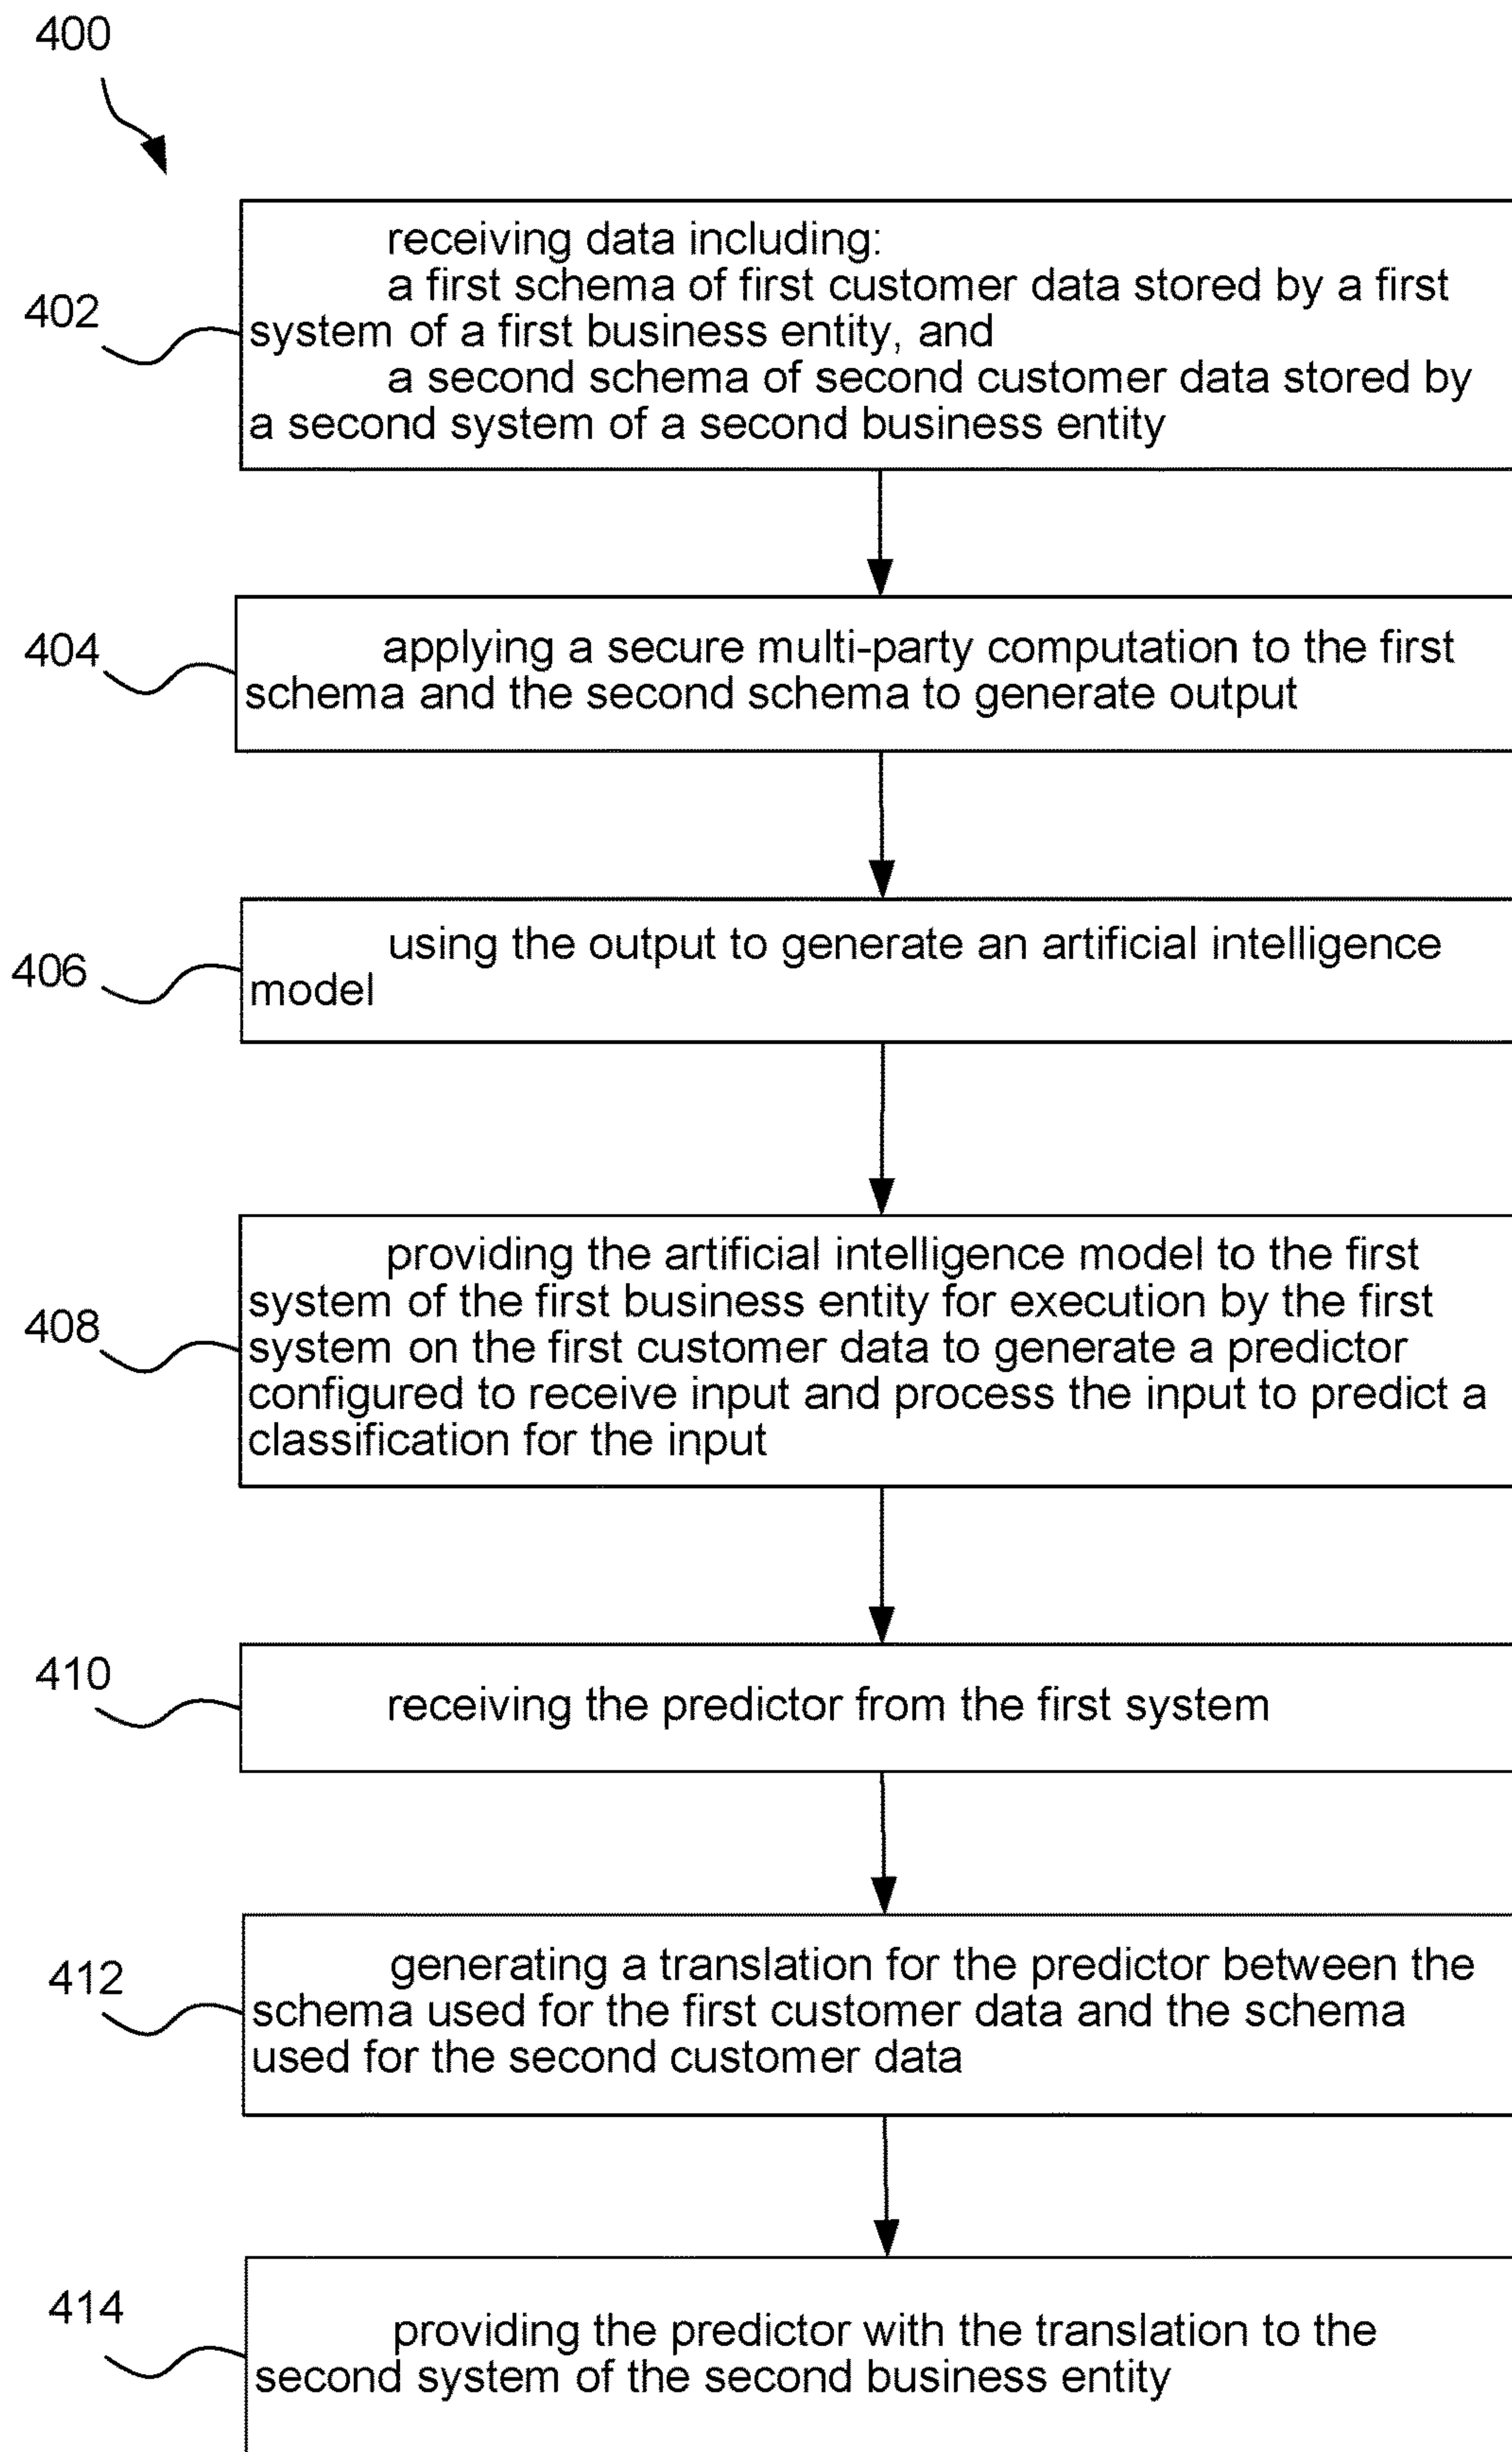 400
402
receiving data including:
a first schema of first customer data stored by a first
system of a first business entity, and
a second schema of second customer data stored by
a second system of a second business entity
404
applying a secure multi-party computation to the first
schema and the second schema to generate output
406
using the output to generate an artificial intelligence
model
408
providing the artificial intelligence model to the first
system of the first business entity for execution by the first
system on the first customer data to generate a predictor
configured to receive input and process the input to predict a
classification for the input
410
receiving the predictor from the first system
412
generating a translation for the predictor between the
schema used for the first customer data and the schema
used for the second customer data
414
providing the predictor with the translation to the
second system of the second business entity